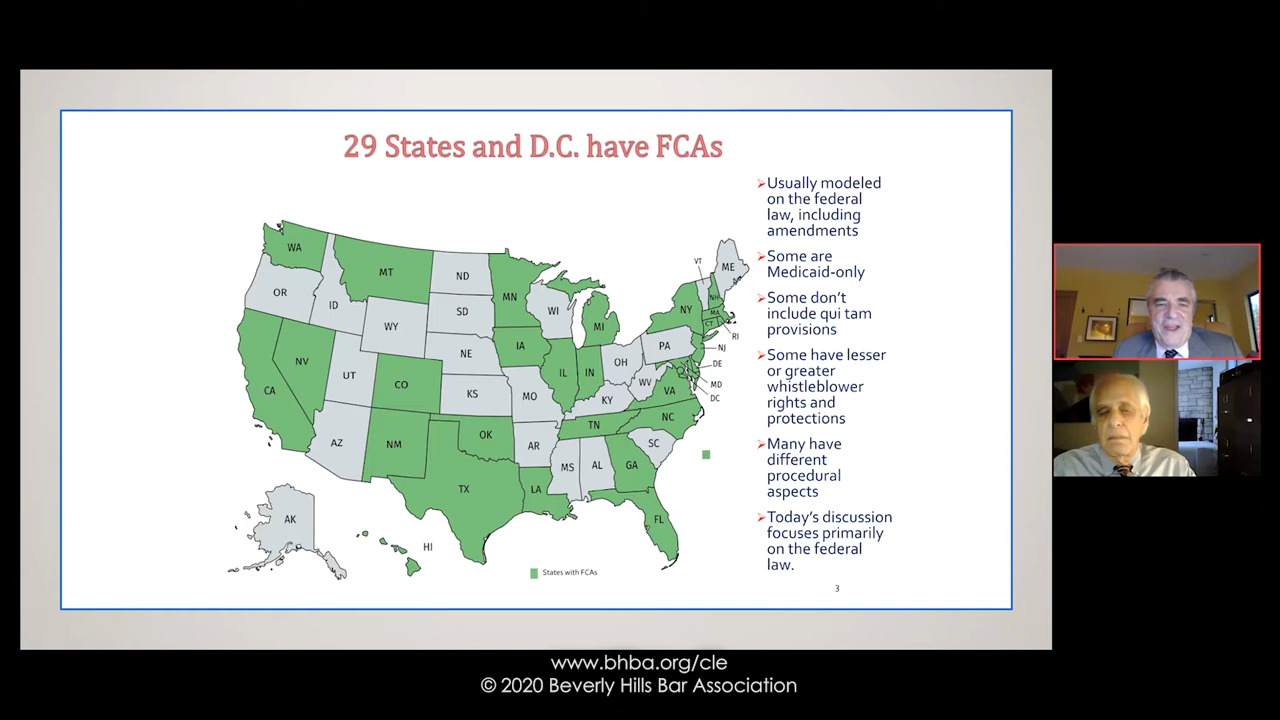 29 States and D.C. have FCAs
➢Usually modeled
on the federal
law, including
amendments
➢Some are
Medicaid-only
➢Some don't
include qui tam
provisions
➢Some have lesser
or greater
whistleblower
rights and
protections
➢Many have
different
procedural
aspects
➢Today's discussion
focuses primarily
on the federal
law.
WA
MT
ND
MN
VT
ME
OR
ID
WY
SD
WI
MI
NY
NH
MA
CT
RI
NV
UT
CO
NE
IA
IL
IN
OH
PA
NJ
DE
MD
DC
CA
KS
MO
KY
WV
VA
AZ
NM
OK
AR
TN
NC
SC
TX
LA
MS
AL
GA
FL
AK
HI
States with FCAs
3
www.bhba.org/cle
© 2020 Beverly Hills Bar Association